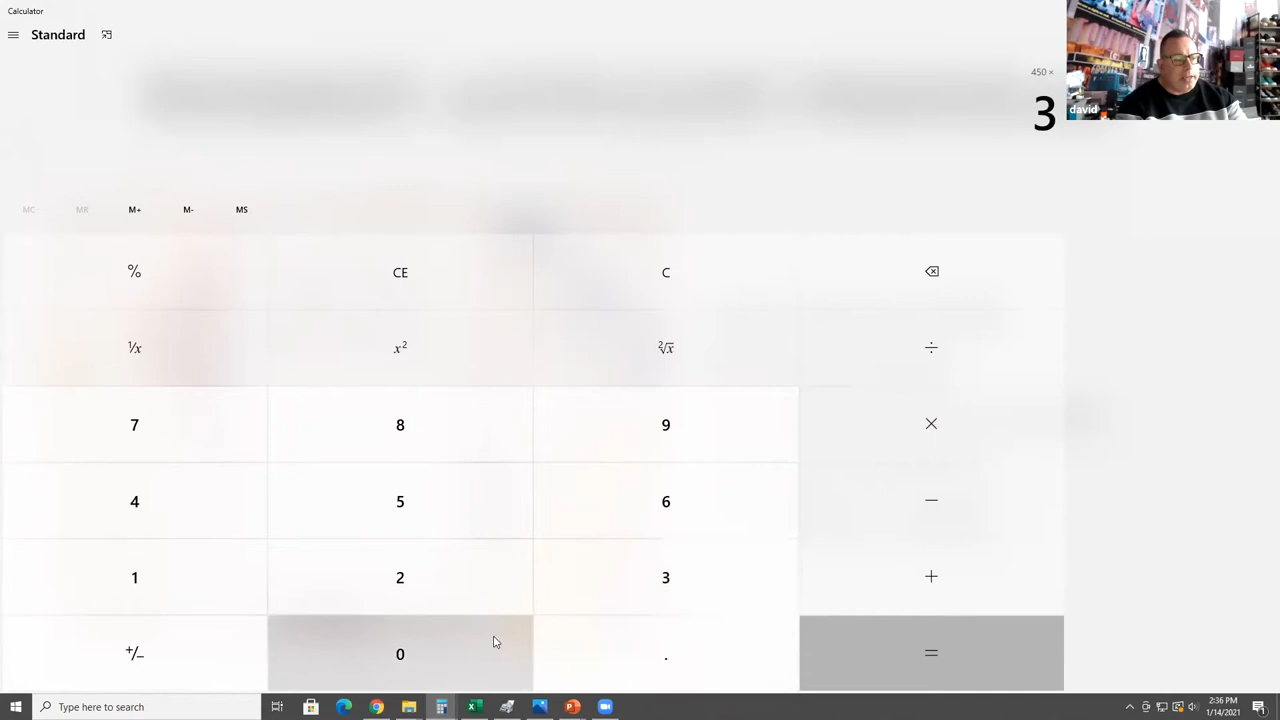 Calculator
Standard
450 ×
3
david
MC MR M+ M- MS
% CE C
¹/x x² ²√x ÷
7 8 9 ×
4 5 6 −
1 2 3 +
+/− 0 . =
Type here to search
2:36 PM
1/14/2021
1